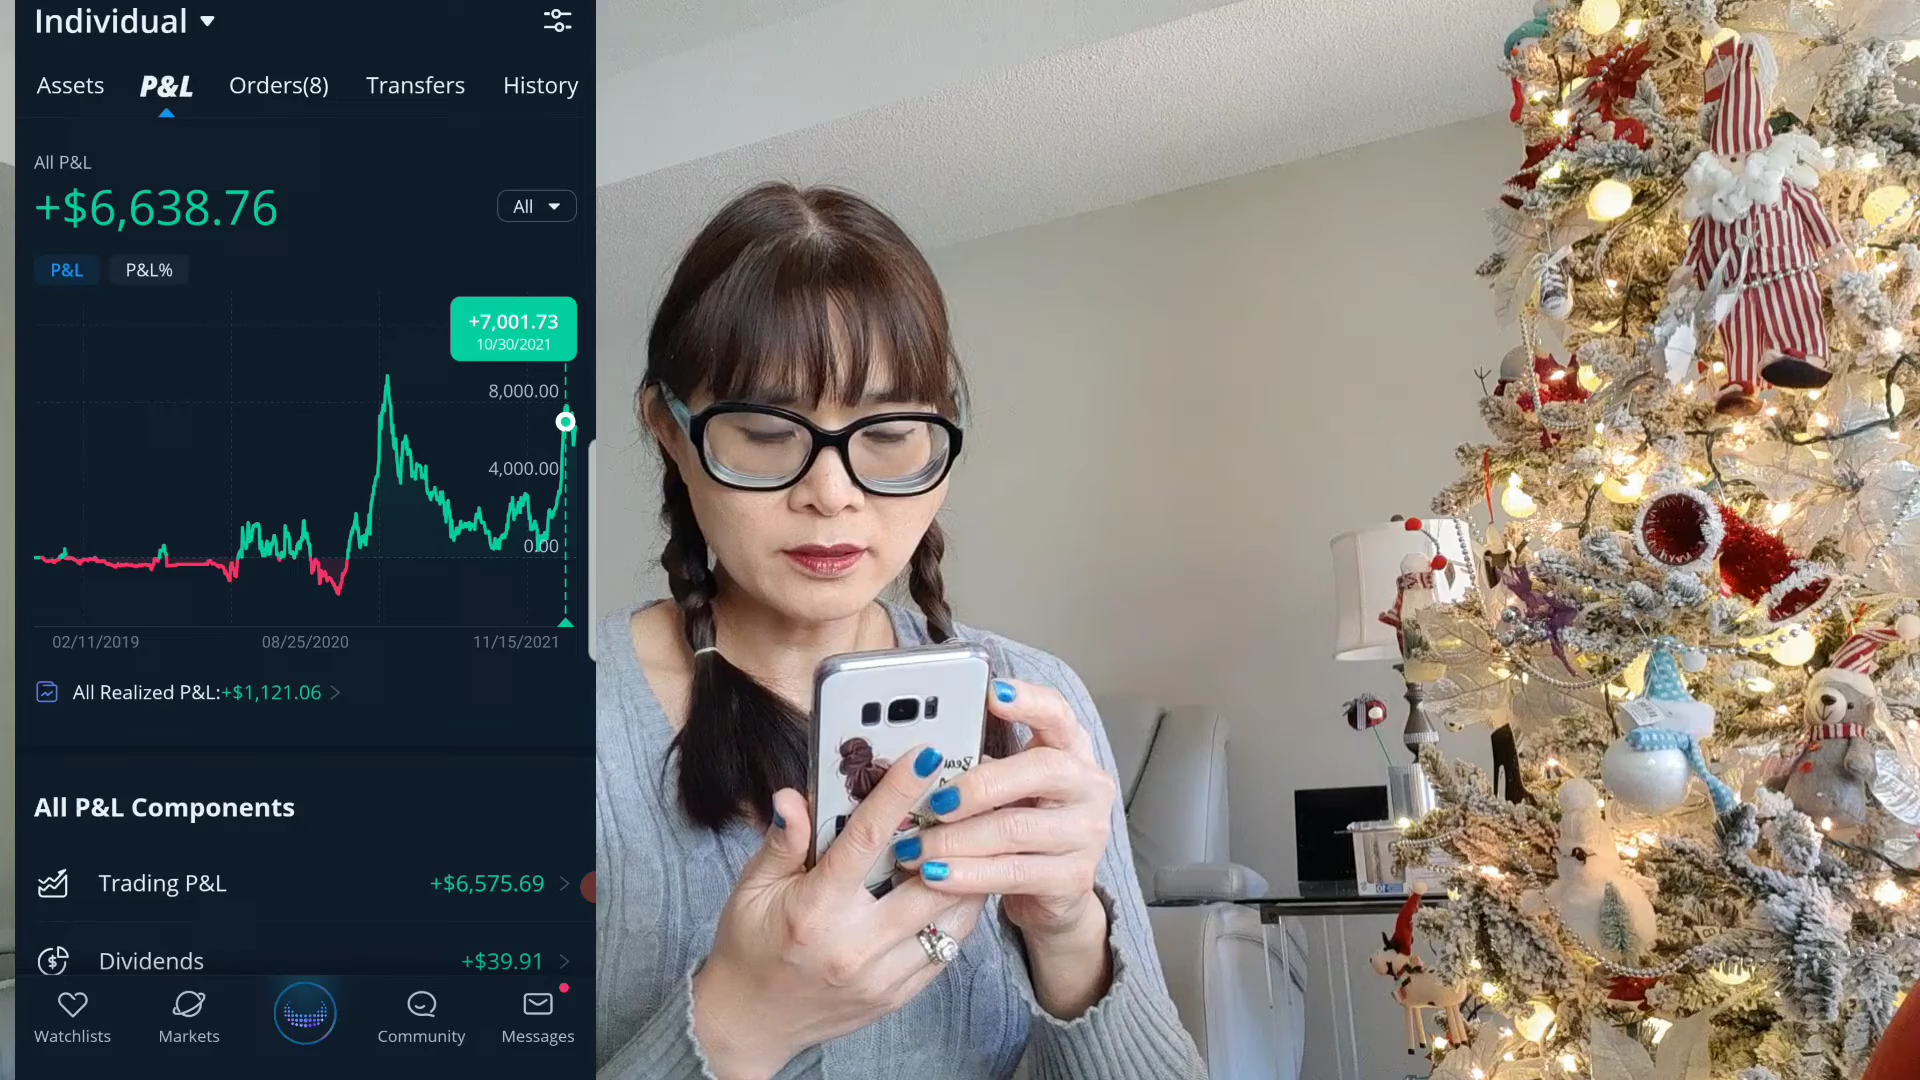 Individual
Assets P&L Orders(8) Transfers History
All P&L
+$6,638.76
All
P&L P&L%
+7,001.73
10/30/2021
8,000.00
4,000.00
0.00
02/11/2019 08/25/2020 11/15/2021
All Realized P&L:+$1,121.06
All P&L Components
Trading P&L +$6,575.69
Dividends +$39.91
Watchlists Markets Community Messages